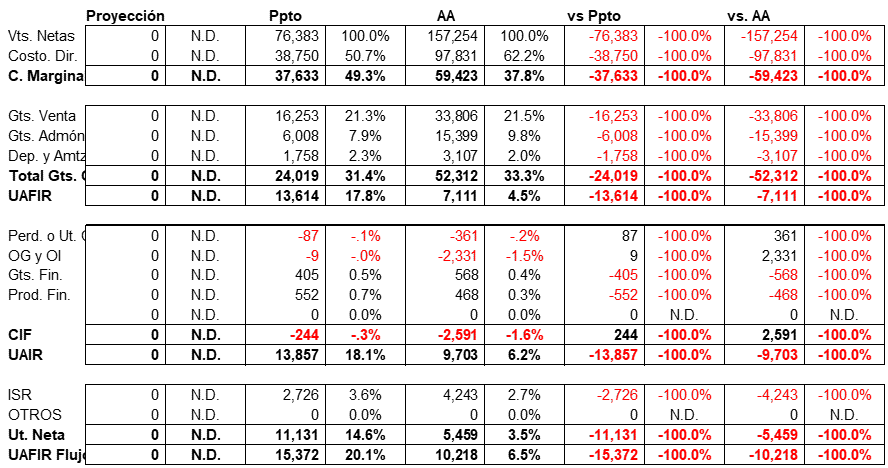 Proyección Ppto AA vs Ppto vs. AA
Vts. Netas 0 N.D. 76,383 100.0% 157,254 100.0% -76,383 -100.0% -157,254 -100.0%
Costo. Dir. 0 N.D. 38,750 50.7% 97,831 62.2% -38,750 -100.0% -97,831 -100.0%
C. Margina 0 N.D. 37,633 49.3% 59,423 37.8% -37,633 -100.0% -59,423 -100.0%
Gts. Venta 0 N.D. 16,253 21.3% 33,806 21.5% -16,253 -100.0% -33,806 -100.0%
Gts. Admón 0 N.D. 6,008 7.9% 15,399 9.8% -6,008 -100.0% -15,399 -100.0%
Dep. y Amtz 0 N.D. 1,758 2.3% 3,107 2.0% -1,758 -100.0% -3,107 -100.0%
Total Gts. 0 N.D. 24,019 31.4% 52,312 33.3% -24,019 -100.0% -52,312 -100.0%
UAFIR 0 N.D. 13,614 17.8% 7,111 4.5% -13,614 -100.0% -7,111 -100.0%
Perd. o Ut. 0 N.D. -87 -.1% -361 -.2% 87 -100.0% 361 -100.0%
OG y OI 0 N.D. -9 -.0% -2,331 -1.5% 9 -100.0% 2,331 -100.0%
Gts. Fin. 0 N.D. 405 0.5% 568 0.4% -405 -100.0% -568 -100.0%
Prod. Fin. 0 N.D. 552 0.7% 468 0.3% -552 -100.0% -468 -100.0%
0 N.D. 0 0.0% 0 0.0% 0 N.D. 0 N.D.
CIF 0 N.D. -244 -.3% -2,591 -1.6% 244 -100.0% 2,591 -100.0%
UAIR 0 N.D. 13,857 18.1% 9,703 6.2% -13,857 -100.0% -9,703 -100.0%
ISR 0 N.D. 2,726 3.6% 4,243 2.7% -2,726 -100.0% -4,243 -100.0%
OTROS 0 N.D. 0 0.0% 0 0.0% 0 N.D. 0 N.D.
Ut. Neta 0 N.D. 11,131 14.6% 5,459 3.5% -11,131 -100.0% -5,459 -100.0%
UAFIR Flujo 0 N.D. 15,372 20.1% 10,218 6.5% -15,372 -100.0% -10,218 -100.0%